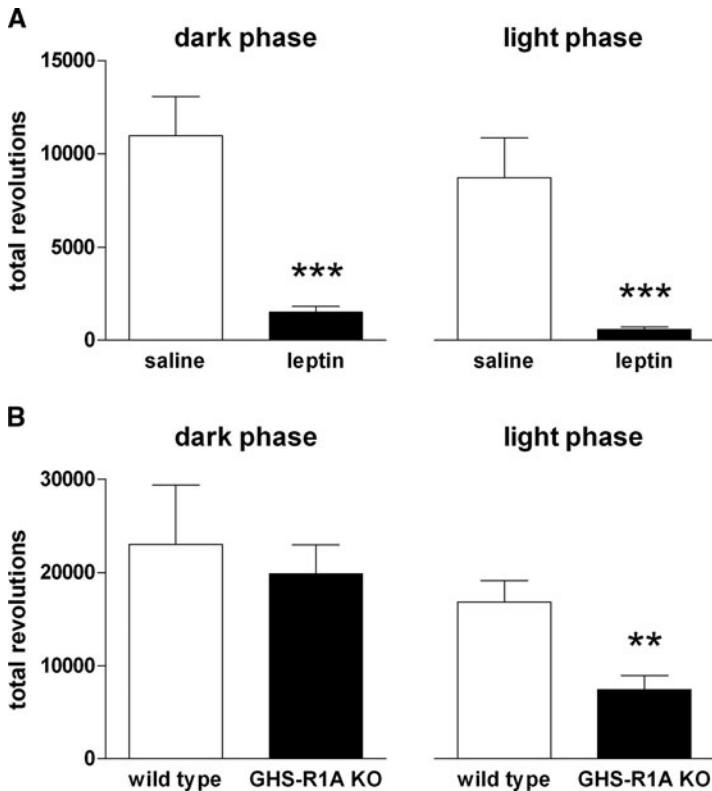 A
dark phase
light phase
total revolutions
15000
10000
5000
0
***
***
saline
leptin
saline
leptin
B
dark phase
light phase
total revolutions
30000
20000
10000
0
**
wild type
GHS-R1A KO
wild type
GHS-R1A KO